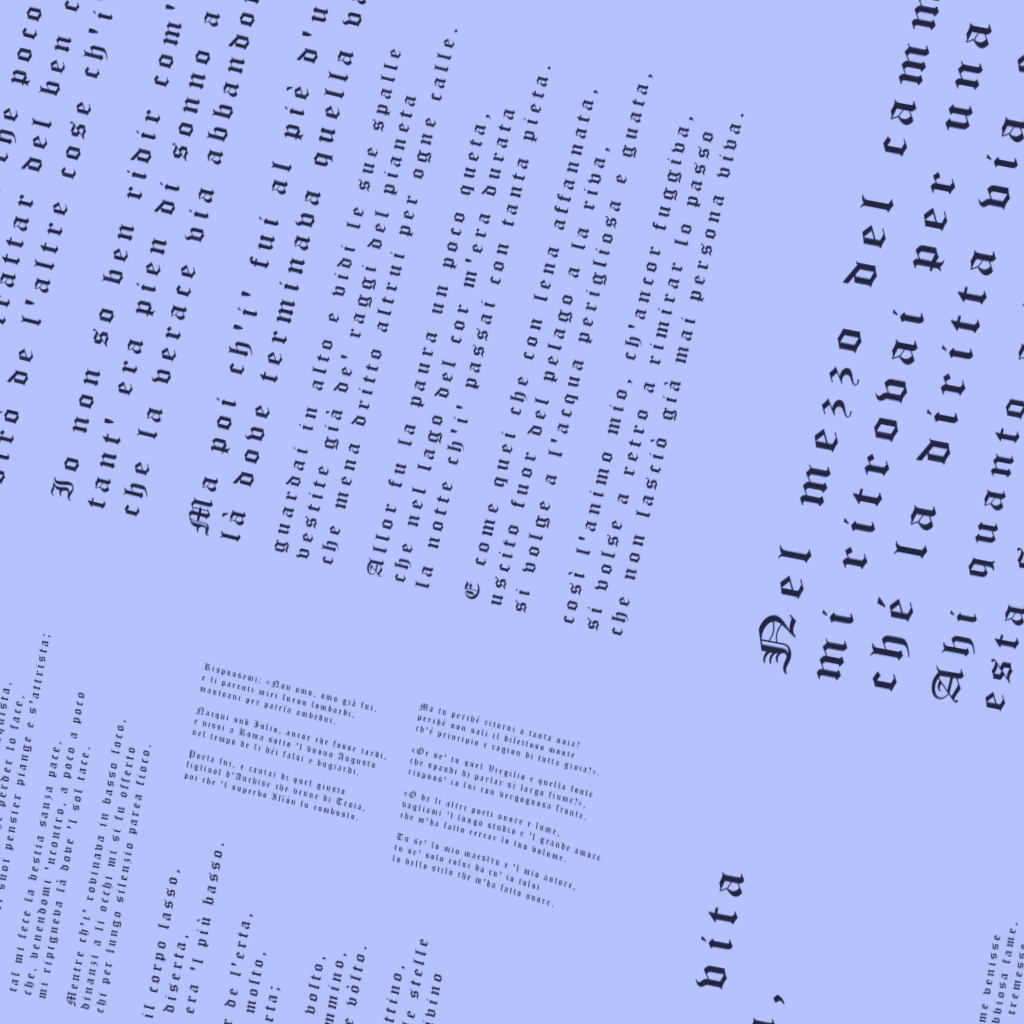 che poco
trattar del ben
de l'altre cose ch'i'
Io non so ben ridir com'
tant' era pien di sonno a
che la verace via abbandon
Ma poi ch'i' fui al piè d'u
là dove terminava quella va
guardai in alto e vidi le sue spalle
vestite già de' raggi del pianeta
che mena dritto altrui per ogne calle.
Allor fu la paura un poco queta,
che nel lago del cor m'era durata
la notte ch'i' passai con tanta pieta.
E come quei che con lena affannata,
uscito fuor del pelago a la riva,
si volge a l'acqua perigliosa e guata,
così l'animo mio, ch'ancor fuggiva,
si volse a retro a rimirar lo passo
che non lasciò già mai persona viva.
Nel mezzo del camm
mi ritrovai per una
ché la diritta via
Ahi quanto a
esta
perder lo face,
suoi pensier piange e s'attrista;
tal mi fece la bestia sanza pace,
che, venendomi 'ncontro, a poco a poco
mi ripigneva là dove 'l sol tace.
Mentre ch'i' rovinava in basso loco,
dinanzi a li occhi mi si fu offerto
chi per lungo silenzio parea fioco.
Rispuosemi: «Non omo, omo già fui,
e li parenti miei furon lombardi,
mantoani per patrïa ambedui.
Nacqui sub Iulio, ancor che fosse tardi,
e vissi a Roma sotto 'l buono Augusto
nel tempo de li dèi falsi e bugiardi.
Poeta fui, e cantai di quel giusto
figliuol d'Anchise che venne di Troia,
poi che 'l superbo Ilïón fu combusto.
Ma tu perché ritorni a tanta noia?
perché non sali il dilettoso monte
ch'è principio e cagion di tutta gioia?».
«Or se' tu quel Virgilio e quella fonte
che spandi di parlar sì largo fiume?»,
rispuos' io lui con vergognosa fronte.
«O de li altri poeti onore e lume,
vagliami 'l lungo studio e 'l grande amore
che m'ha fatto cercar lo tuo volume.
Tu se' lo mio maestro e 'l mio autore,
tu se' solo colui da cu' io tolsi
lo bello stilo che m'ha fatto onore.
il corpo lasso,
diserta,
era 'l più basso.
de l'erta,
molto,
volto,
mmino,
vòlto.
ttino,
stelle
vino
vita
me venisse
bbiosa fame,
tremesse